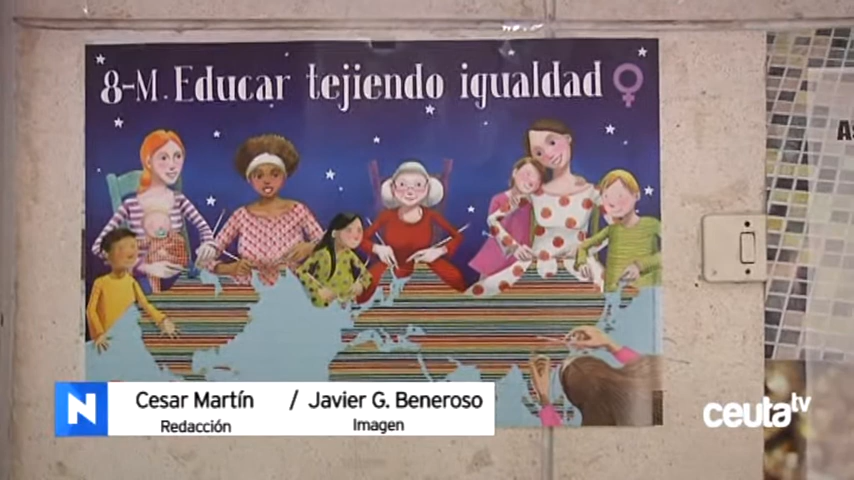 8-M. Educar tejiendo igualdad
N
Cesar Martín / Javier G. Beneroso
Redacción Imagen
ceutatv